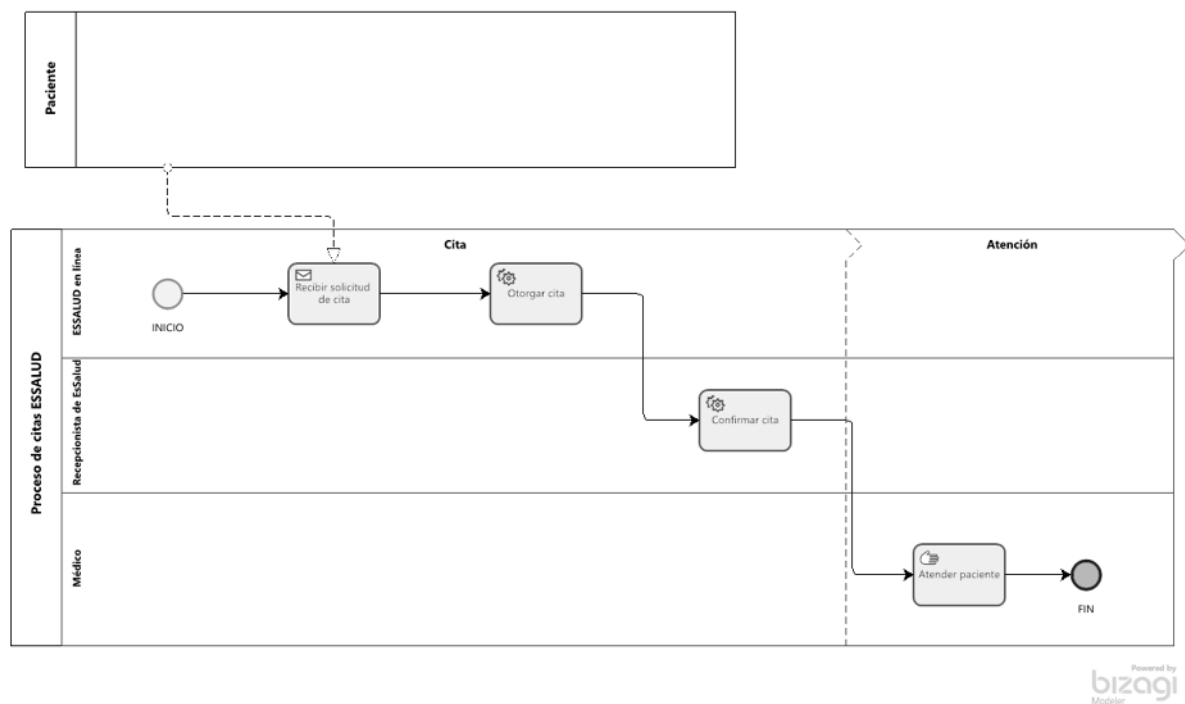 Paciente
Proceso de citas ESSALUD
Cita
Atención
ESSALUD en línea
INICIO
Recibir solicitud
de cita
Otorgar cita
Recepcionista de EsSalud
Confirmar cita
Médico
Atender paciente
FIN
Powered by
bizagi
Modeler